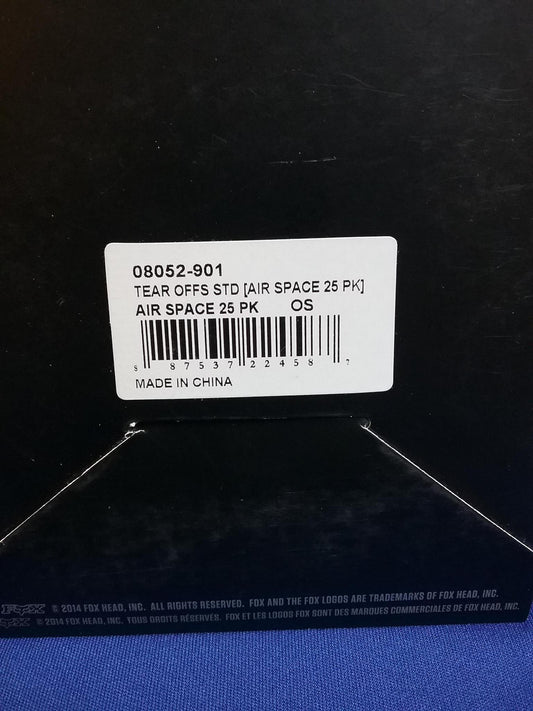 08052-901
TEAR OFFS STD [AIR SPACE 25 PK]
AIR SPACE 25 PK OS
8 87537 22458 7
MADE IN CHINA
FOX © 2014 FOX HEAD, INC. ALL RIGHTS RESERVED. FOX AND THE FOX LOGOS ARE TRADEMARKS OF FOX HEAD, INC.
FOX © 2014 FOX HEAD, INC. TOUS DROITS RÉSERVÉS. FOX ET LES LOGOS FOX SONT DES MARQUES COMMERCIALES DE FOX HEAD, INC.